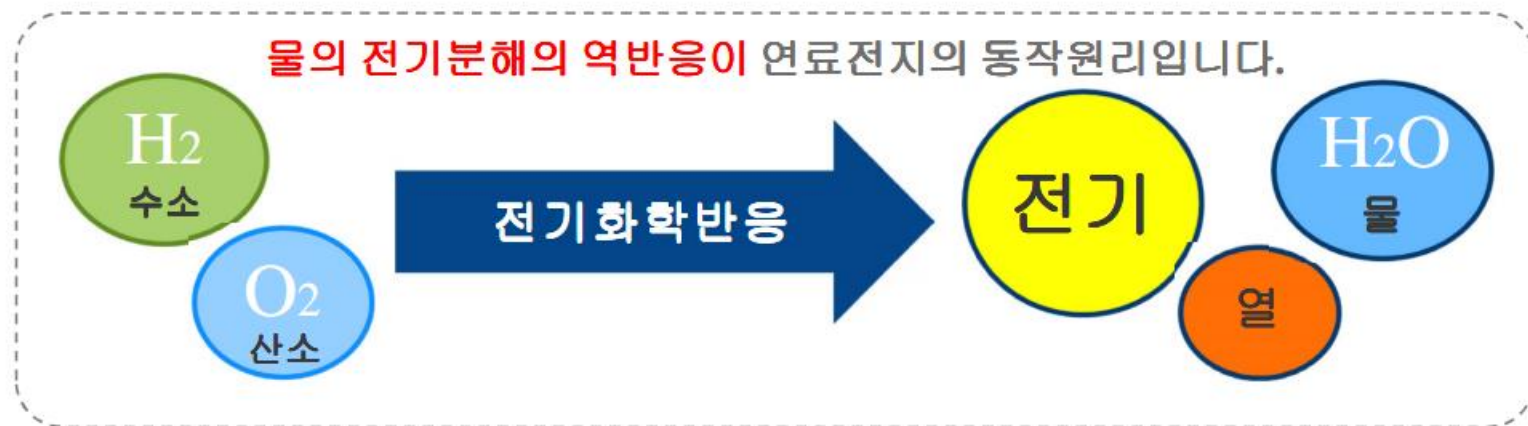 물의 전기분해의 역반응이 연료전지의 동작원리입니다.
H2
수소
O2
산소
전기화학반응
전기
열
H2O
물